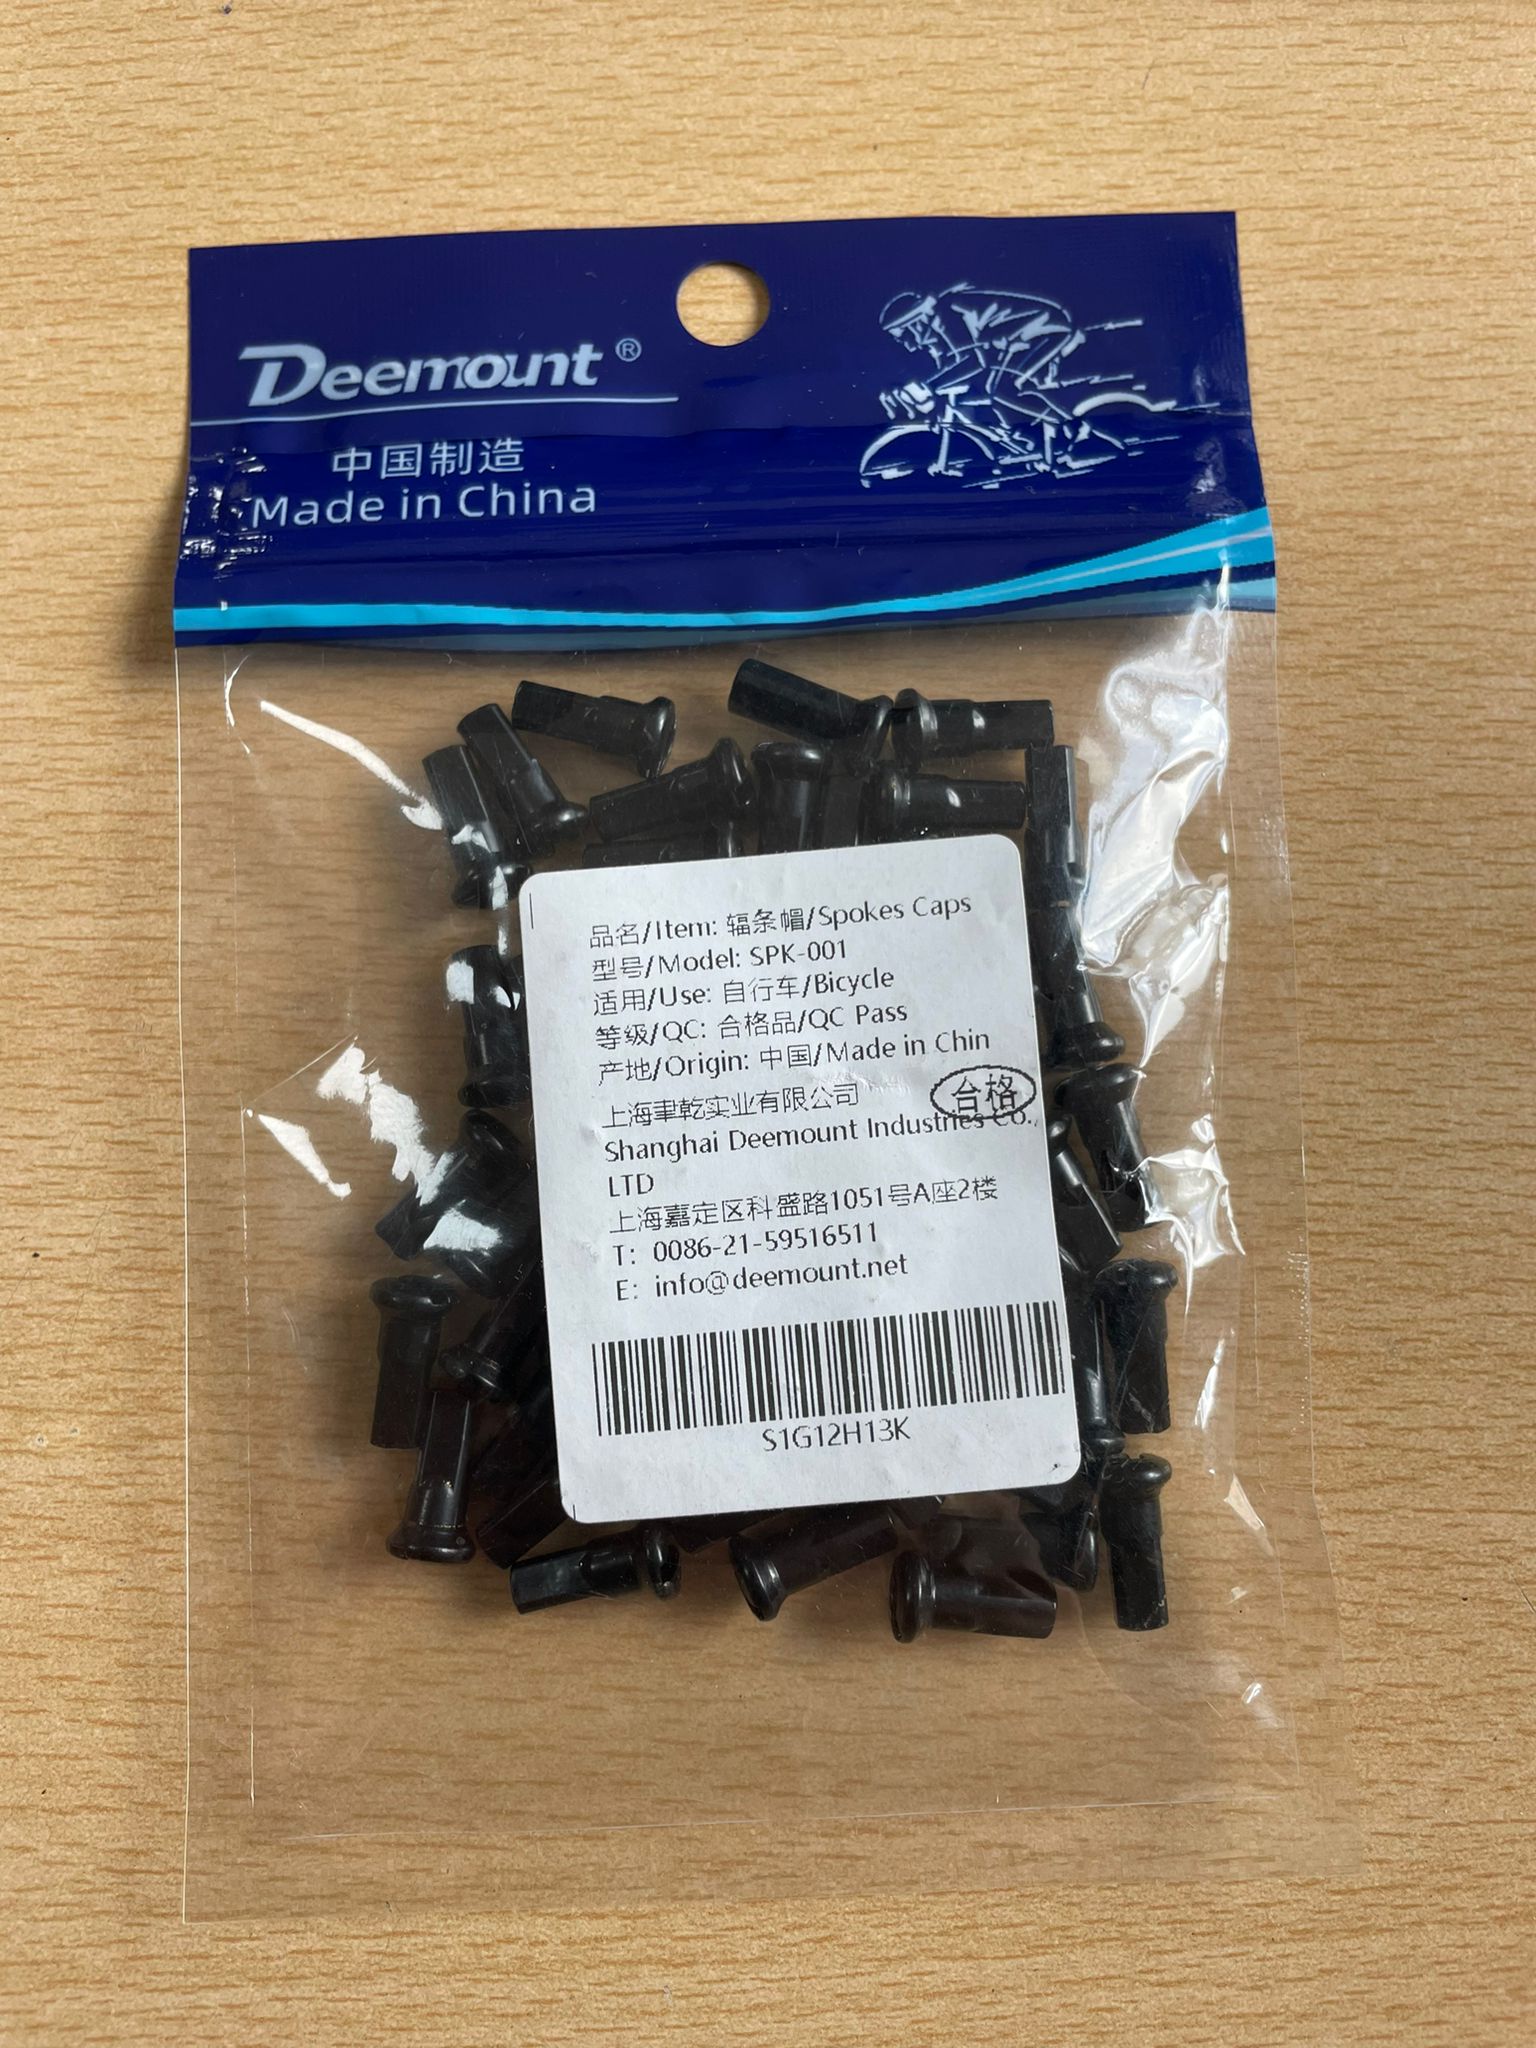 Deemount®
中国制造
Made in China
品名/Item: 辐条帽/Spokes Caps
型号/Model: SPK-001
适用/Use: 自行车/Bicycle
等级/QC: 合格品/QC Pass
产地/Origin: 中国/Made in Chin
合格
上海聿乾实业有限公司
Shanghai Deemount Industries Co.,
LTD
上海嘉定区科盛路1051号A座2楼
T: 0086-21-59516511
E: info@deemount.net
S1G12H13K